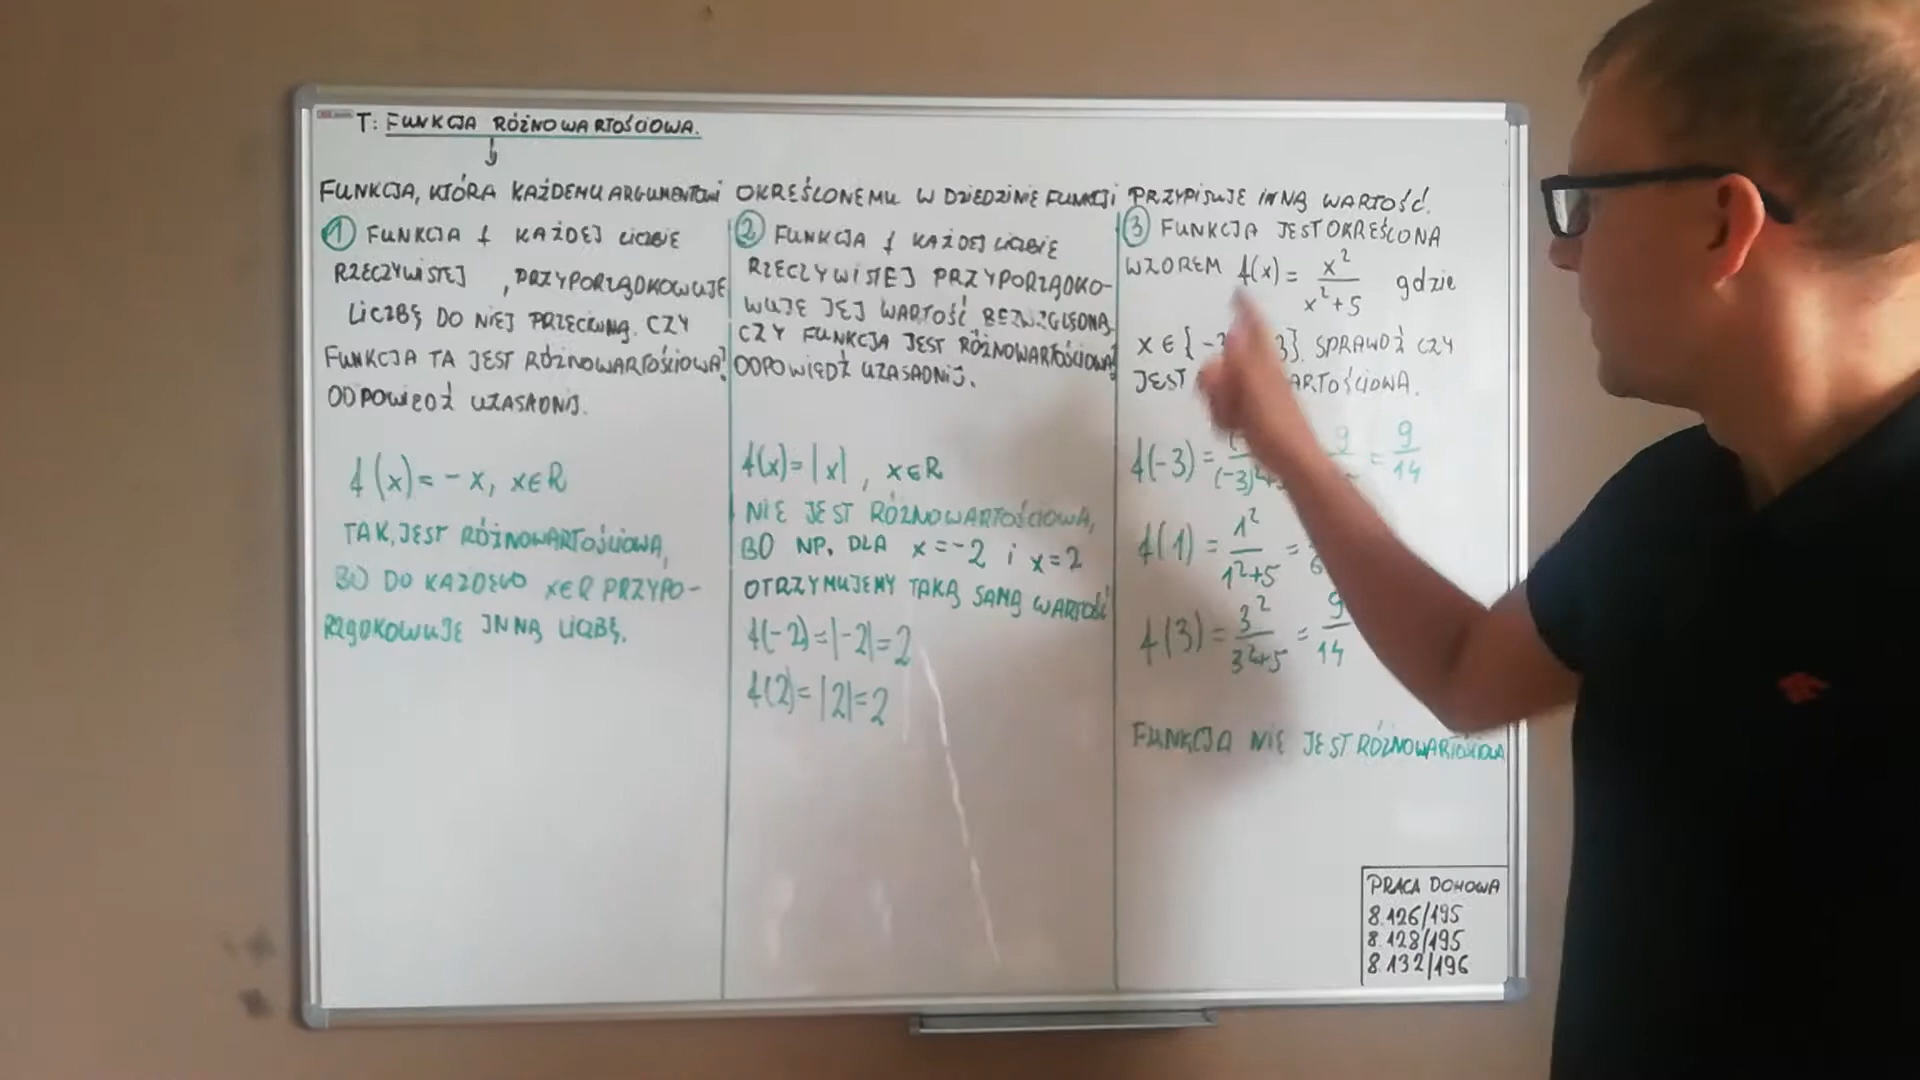 T: FUNKCJA RÓŻNOWARTOŚCIOWA.
FUNKCJA, KTÓRA KAŻDEMU ARGUMENTOWI OKREŚLONEMU W DZIEDZINIE FUNKCJI PRZYPISUJE INNĄ WARTOŚĆ.
① FUNKCJA f KAŻDEJ LICZBIE
RZECZYWISTEJ , PRZYPORZĄDKOWUJE
LICZBĘ DO NIEJ PRZECIWNĄ. CZY
FUNKCJA TA JEST RÓŻNOWARTOŚCIOWA?
ODPOWIEDŹ UZASADNIJ.
f(x) = -x, x∈R
TAK, JEST RÓŻNOWARTOŚCIOWA,
BO DO KAŻDEGO x∈R PRZYPO-
RZĄDKOWUJE INNĄ LICZBĘ.
② FUNKCJA f KAŻDEJ LICZBIE
RZECZYWISTEJ PRZYPORZĄDKO-
WUJE JEJ WARTOŚĆ BEZWZGLĘDNĄ.
CZY FUNKCJA JEST RÓŻNOWARTOŚCIOWA?
ODPOWIEDŹ UZASADNIJ.
f(x) = |x| , x∈R
NIE JEST RÓŻNOWARTOŚCIOWA,
BO NP. DLA x=-2 i x=2
OTRZYMUJEMY TAKĄ SAMĄ WARTOŚĆ
f(-2)=|-2|=2
f(2)=|2|=2
③ FUNKCJA JEST OKREŚLONA
WZOREM f(x) = x²/(x²+5) gdzie
x ∈ { 3}. SPRAWDŹ CZY
JEST
f(-3) = = 9/14
f(1) = 1²/(1²+5) =
f(3) = 3²/(3²+5) = 9/14
FUNKCJA NIE JEST RÓŻNOWARTOŚCIOWA
PRACA DOMOWA
8.126/195
8.128/195
8.132/196